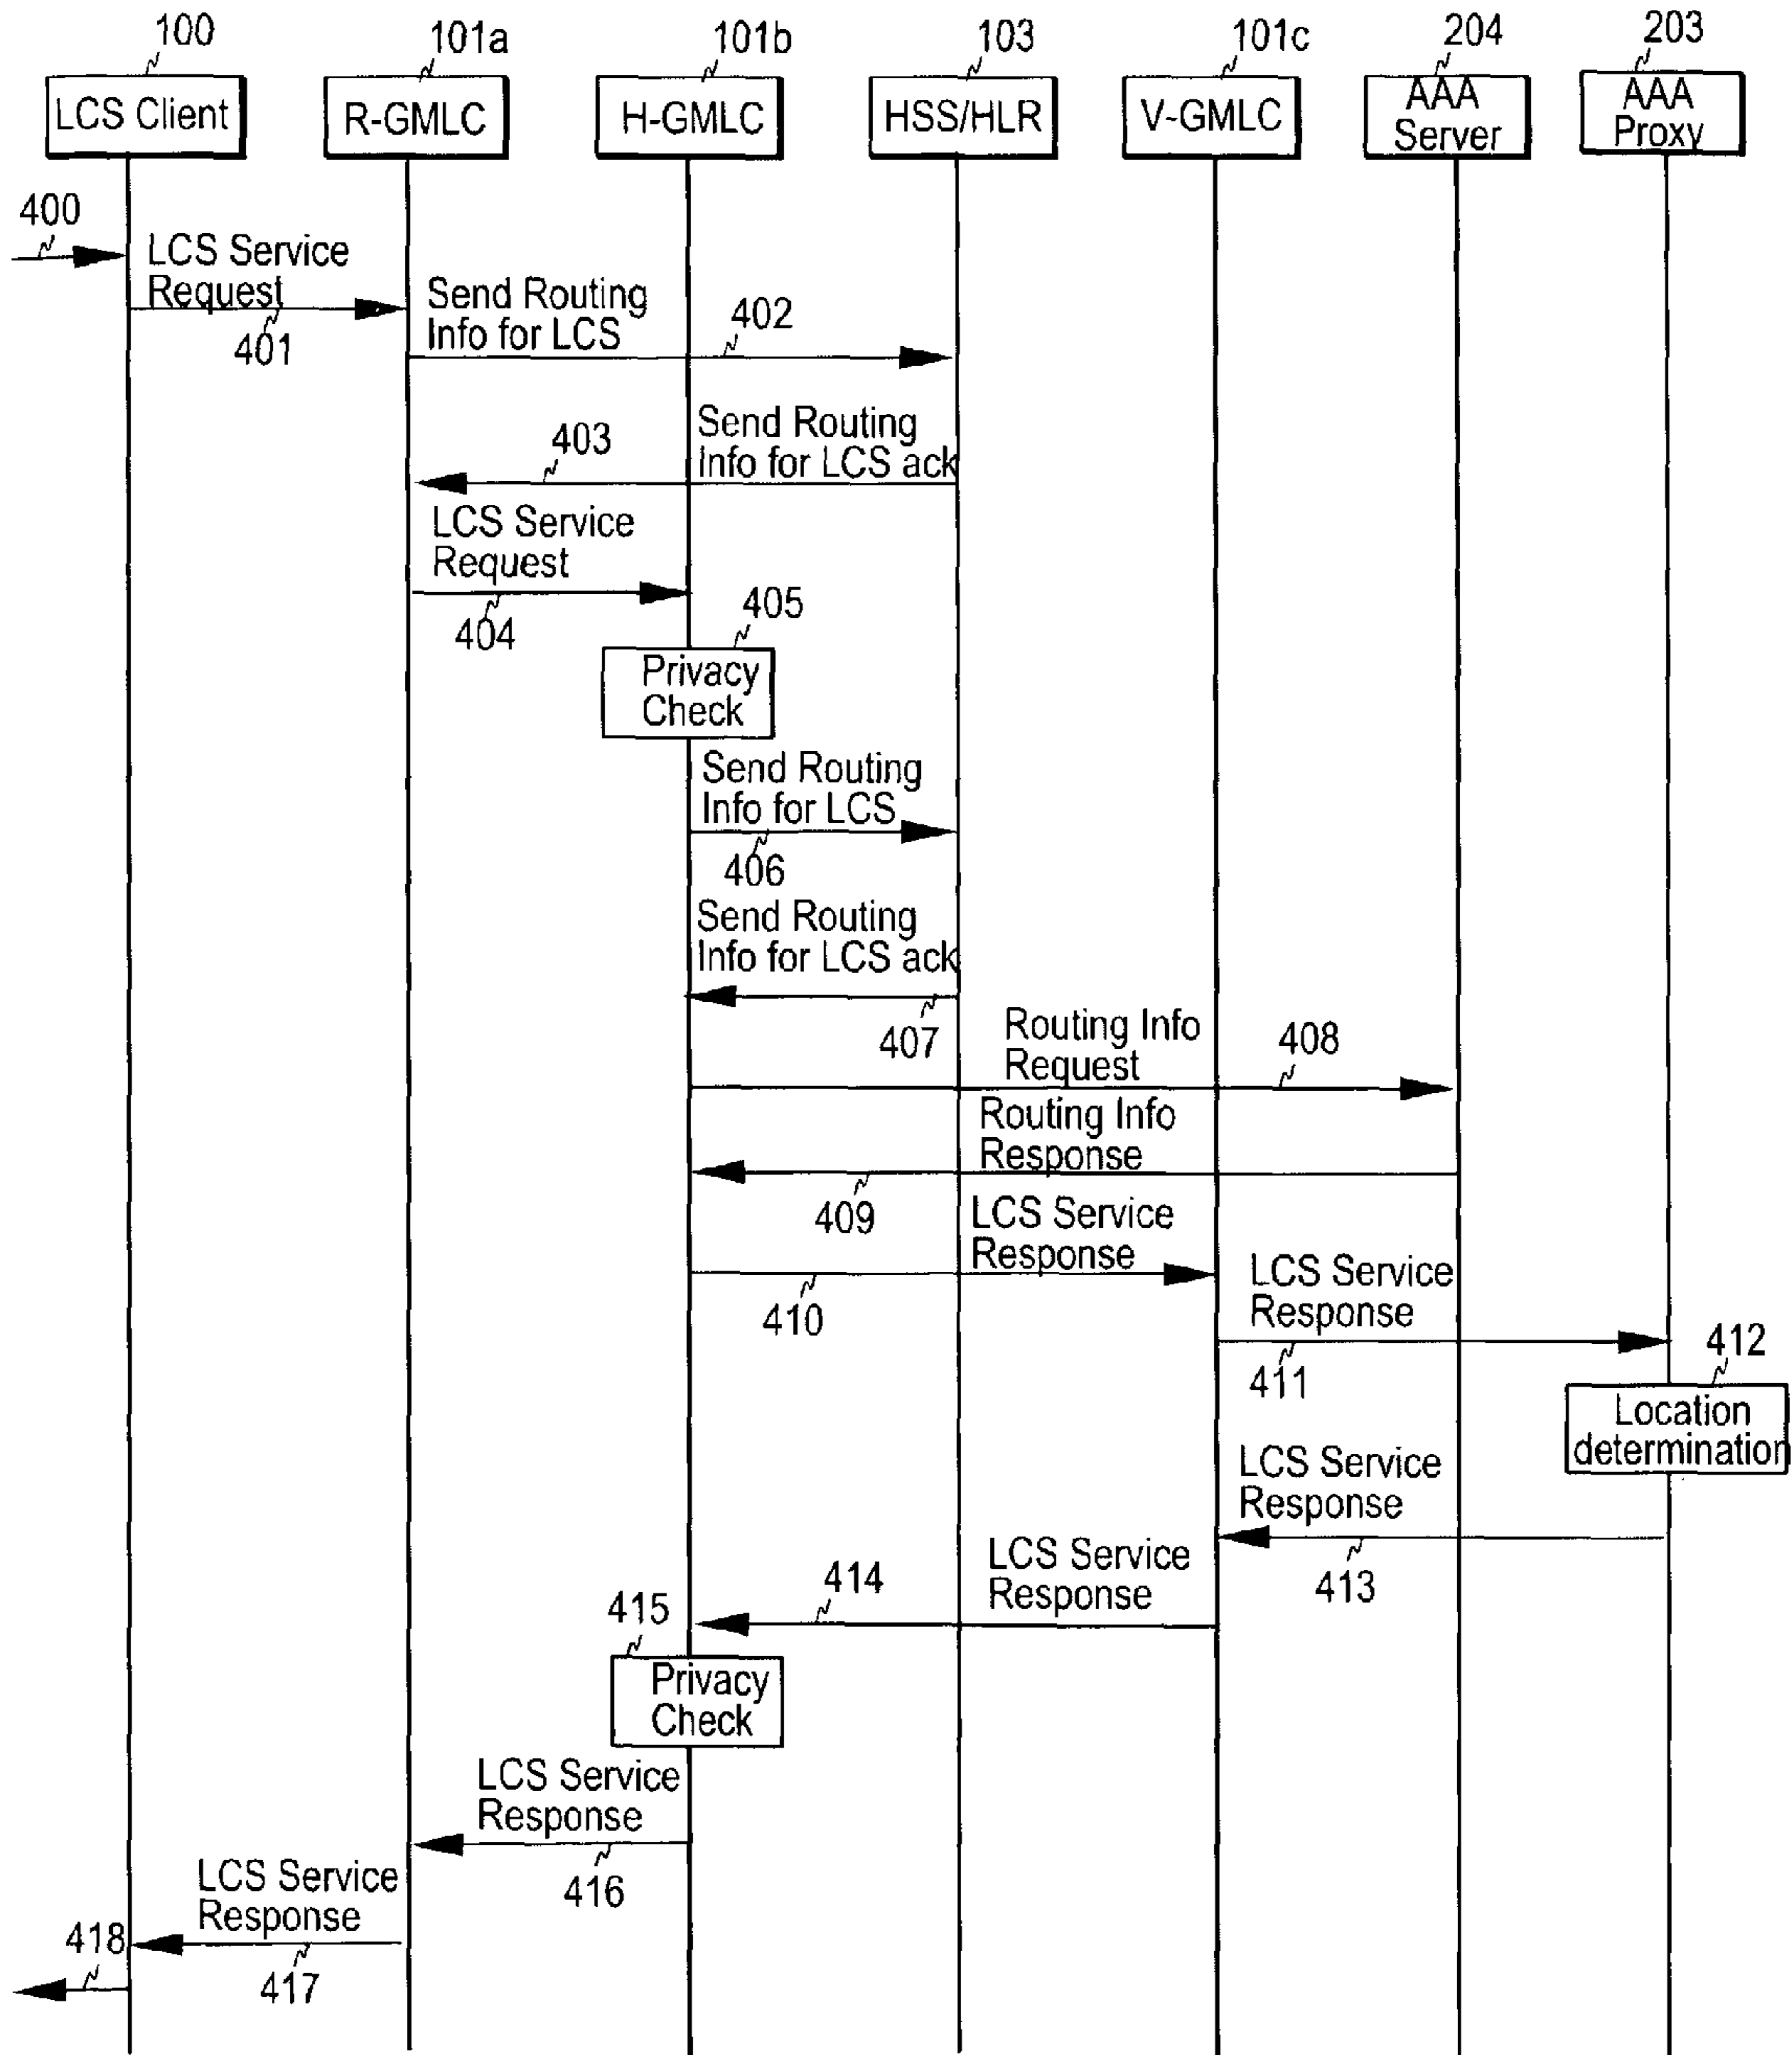 100
101a
101b
103
101c
204
203
LCS Client
R-GMLC
H-GMLC
HSS/HLR
V-GMLC
AAA
Server
AAA
Proxy
400
LCS Service
Request
401
Send Routing
Info for LCS
402
403
Send Routing
Info for LCS ack
LCS Service
Request
404
405
Privacy
Check
Send Routing
Info for LCS
406
Send Routing
Info for LCS ack
407
Routing Info
Request
408
Routing Info
Response
409
LCS Service
Response
410
LCS Service
Response
411
412
Location
determination
LCS Service
Response
413
414
LCS Service
Response
415
Privacy
Check
LCS Service
Response
416
LCS Service
Response
417
418